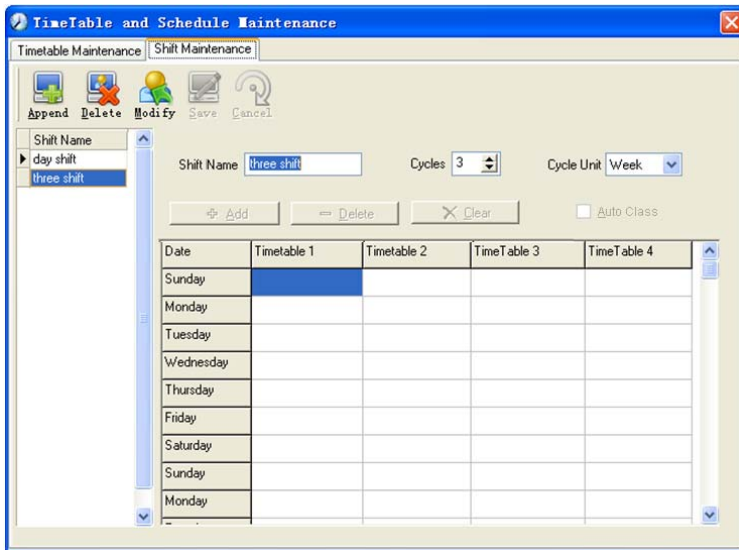 TimeTable and Schedule Maintenance
Timetable Maintenance Shift Maintenance
Append Delete Modify Save Cancel
Shift Name
day shift
three shift
Shift Name three shift Cycles 3 Cycle Unit Week
Add Delete Clear Auto Class
Date Timetable 1 Timetable 2 TimeTable 3 TimeTable 4
Sunday
Monday
Tuesday
Wednesday
Thursday
Friday
Saturday
Sunday
Monday